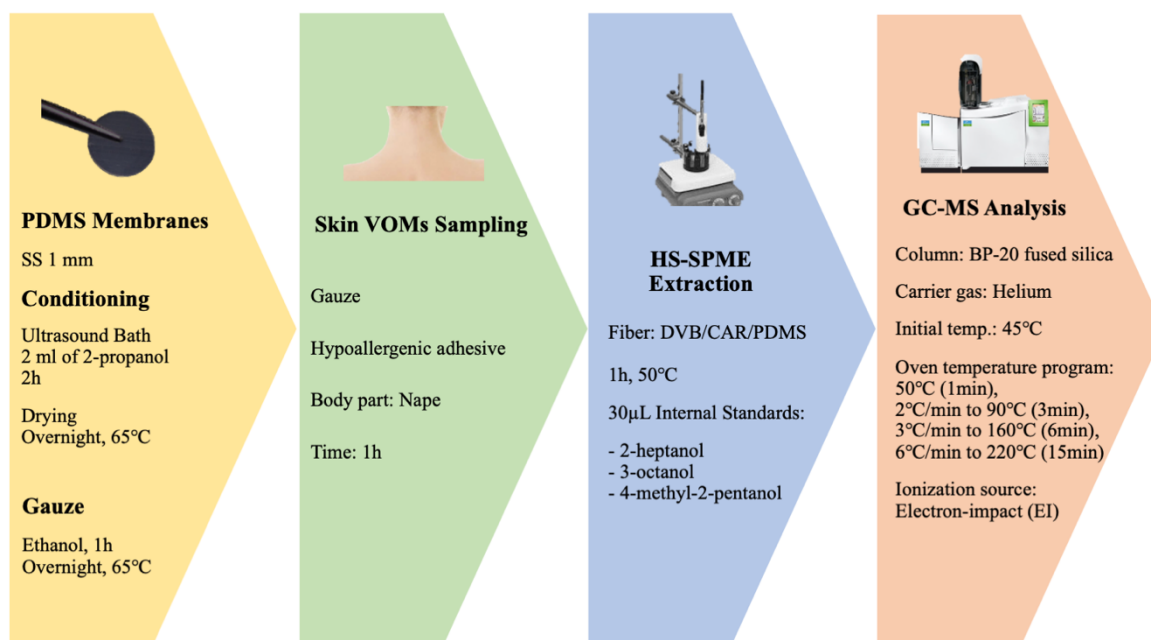 PDMS Membranes
SS 1 mm
Conditioning
Ultrasound Bath
2 ml of 2-propanol
2h
Drying
Overnight, 65℃
Gauze
Ethanol, 1h
Overnight, 65℃
Skin VOMs Sampling
Gauze
Hypoallergenic adhesive
Body part: Nape
Time: 1h
HS-SPME
Extraction
Fiber: DVB/CAR/PDMS
1h, 50℃
30µL Internal Standards:
- 2-heptanol
- 3-octanol
- 4-methyl-2-pentanol
GC-MS Analysis
Column: BP-20 fused silica
Carrier gas: Helium
Initial temp.: 45℃
Oven temperature program:
50℃ (1min),
2℃/min to 90℃ (3min),
3℃/min to 160℃ (6min),
6℃/min to 220℃ (15min)
Ionization source:
Electron-impact (EI)